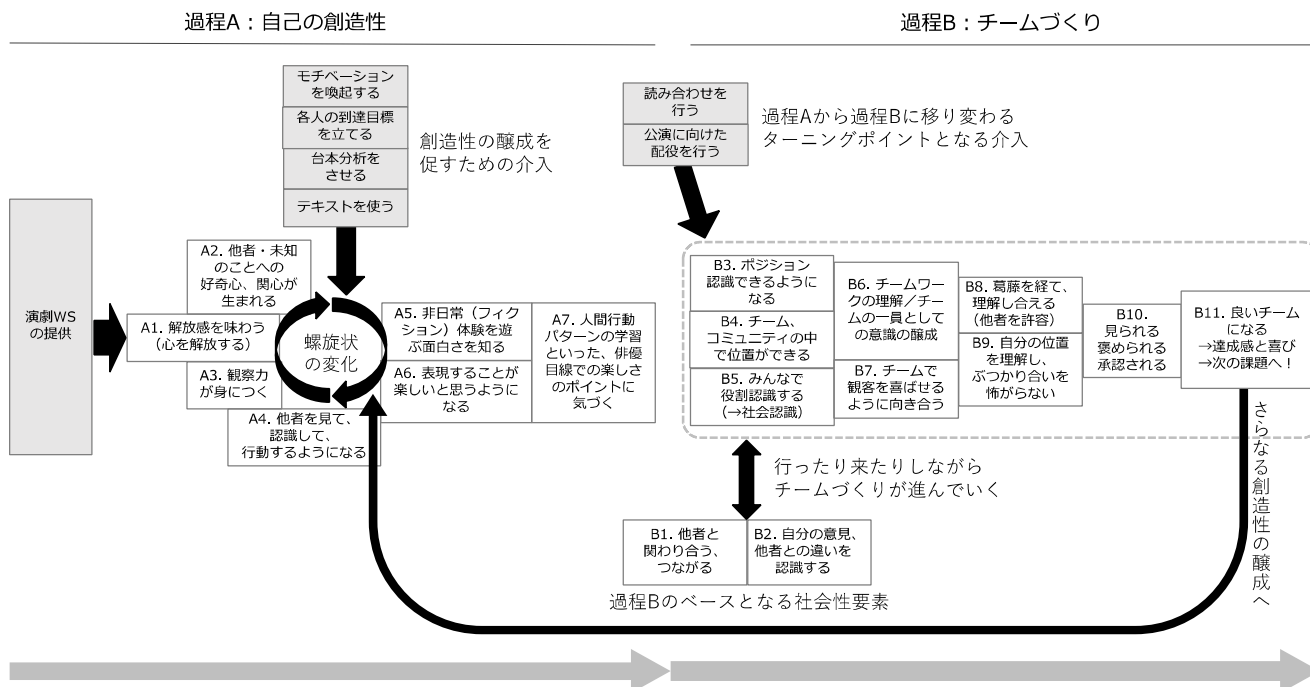 過程A：自己の創造性
過程B：チームづくり
モチベーション
を喚起する
各人の到達目標
を立てる
台本分析を
させる
テキストを使う
創造性の醸成を
促すための介入
読み合わせを
行う
公演に向けた
配役を行う
過程Aから過程Bに移り変わる
ターニングポイントとなる介入
演劇WS
の提供
A1. 解放感を味わう
（心を解放する）
A2. 他者・未知
のことへの
好奇心、関心が
生まれる
A3. 観察力
が身につく
A4. 他者を見て、
認識して、
行動するようになる
螺旋状
の変化
A5. 非日常（フィク
ション）体験を遊
ぶ面白さを知る
A6. 表現することが
楽しいと思うように
なる
A7. 人間行動
パターンの学習
といった、俳優
目線での楽しさ
のポイントに
気づく
B3. ポジション
認識できるように
なる
B4. チーム、
コミュニティの中
で位置ができる
B5. みんなで
役割認識する
（→社会認識）
B6. チームワー
クの理解／チー
ムの一員として
の意識の醸成
B7. チームで
観客を喜ばせる
ように向き合う
B8. 葛藤を経て、
理解し合える
（他者を許容）
B9. 自分の位置
を理解し、
ぶつかり合いを
怖がらない
B10.
見られる
褒められる
承認される
B11. 良いチーム
になる
→達成感と喜び
→次の課題へ！
行ったり来たりしながら
チームづくりが進んでいく
B1. 他者と
関わり合う、
つながる
B2. 自分の意見、
他者との違いを
認識する
過程Bのベースとなる社会性要素
さらなる創造性の醸成へ